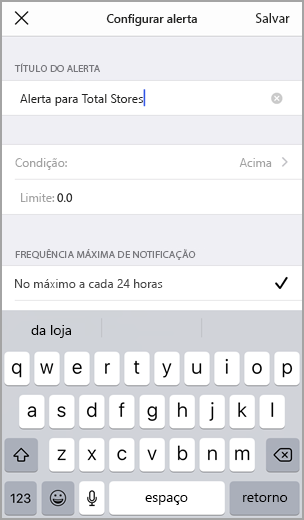 Configurar alerta Salvar
TÍTULO DO ALERTA
Alerta para Total Stores
Condição: Acima
Limite: 0.0
FREQUÊNCIA MÁXIMA DE NOTIFICAÇÃO
No máximo a cada 24 horas
da loja
q w e r t y u i o p
a s d f g h j k l
z x c v b n m
123 espaço retorno